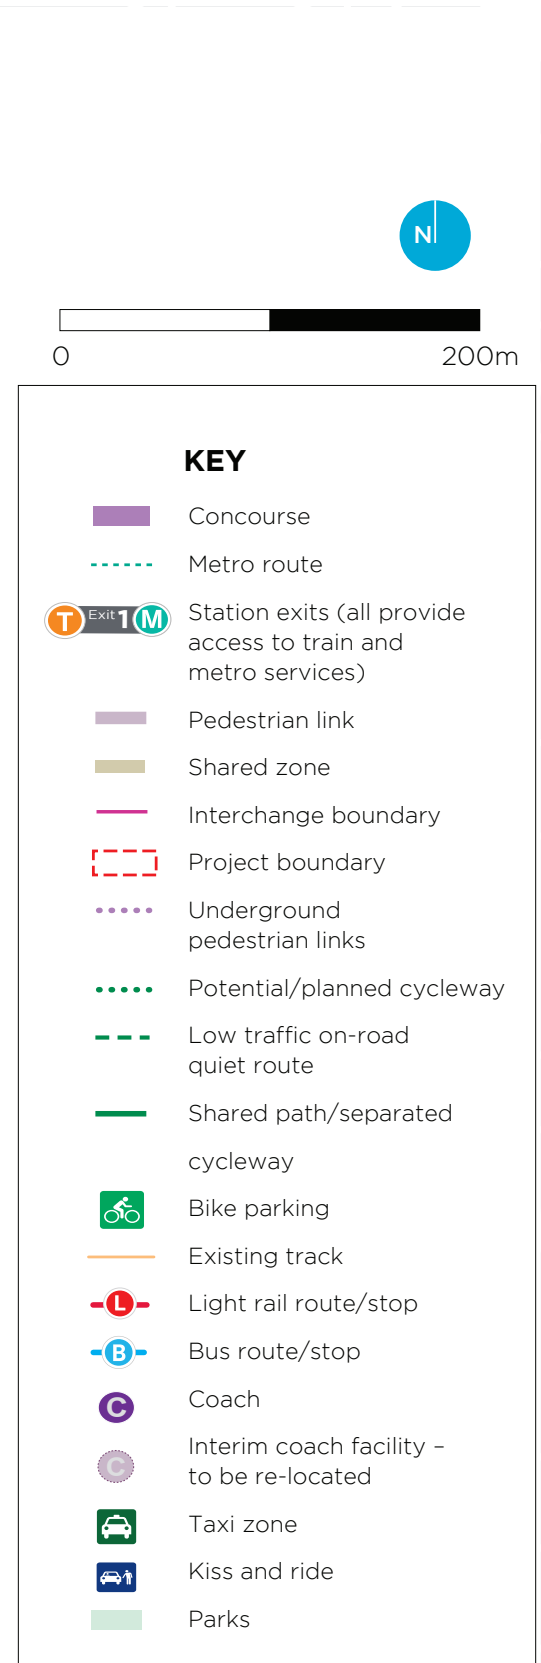 N
0 200m
KEY
Concourse
Metro route
T Exit 1 M Station exits (all provide
access to train and
metro services)
Pedestrian link
Shared zone
Interchange boundary
Project boundary
Underground
pedestrian links
Potential/planned cycleway
Low traffic on-road
quiet route
Shared path/separated
cycleway
Bike parking
Existing track
L Light rail route/stop
B Bus route/stop
C Coach
C Interim coach facility –
to be re-located
Taxi zone
Kiss and ride
Parks